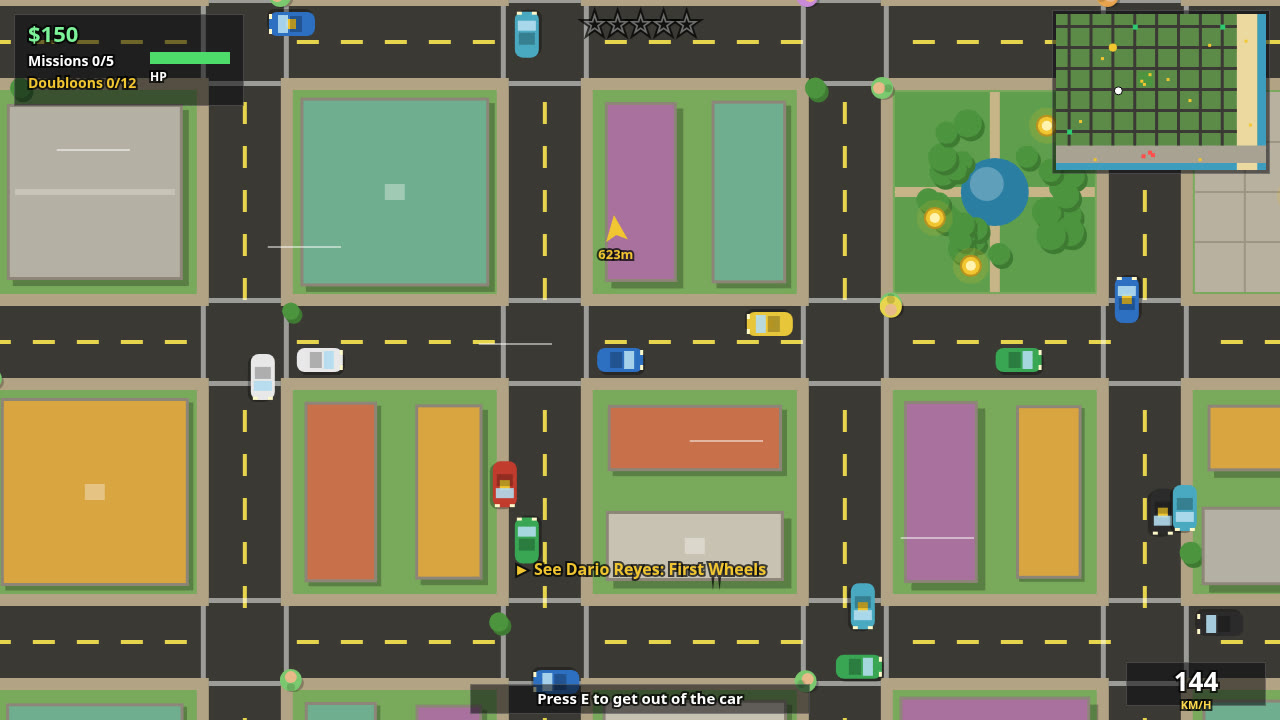 $150
Missions 0/5
HP
Doubloons 0/12
623m
► See Dario Reyes: First Wheels
Press E to get out of the car
144
KM/H